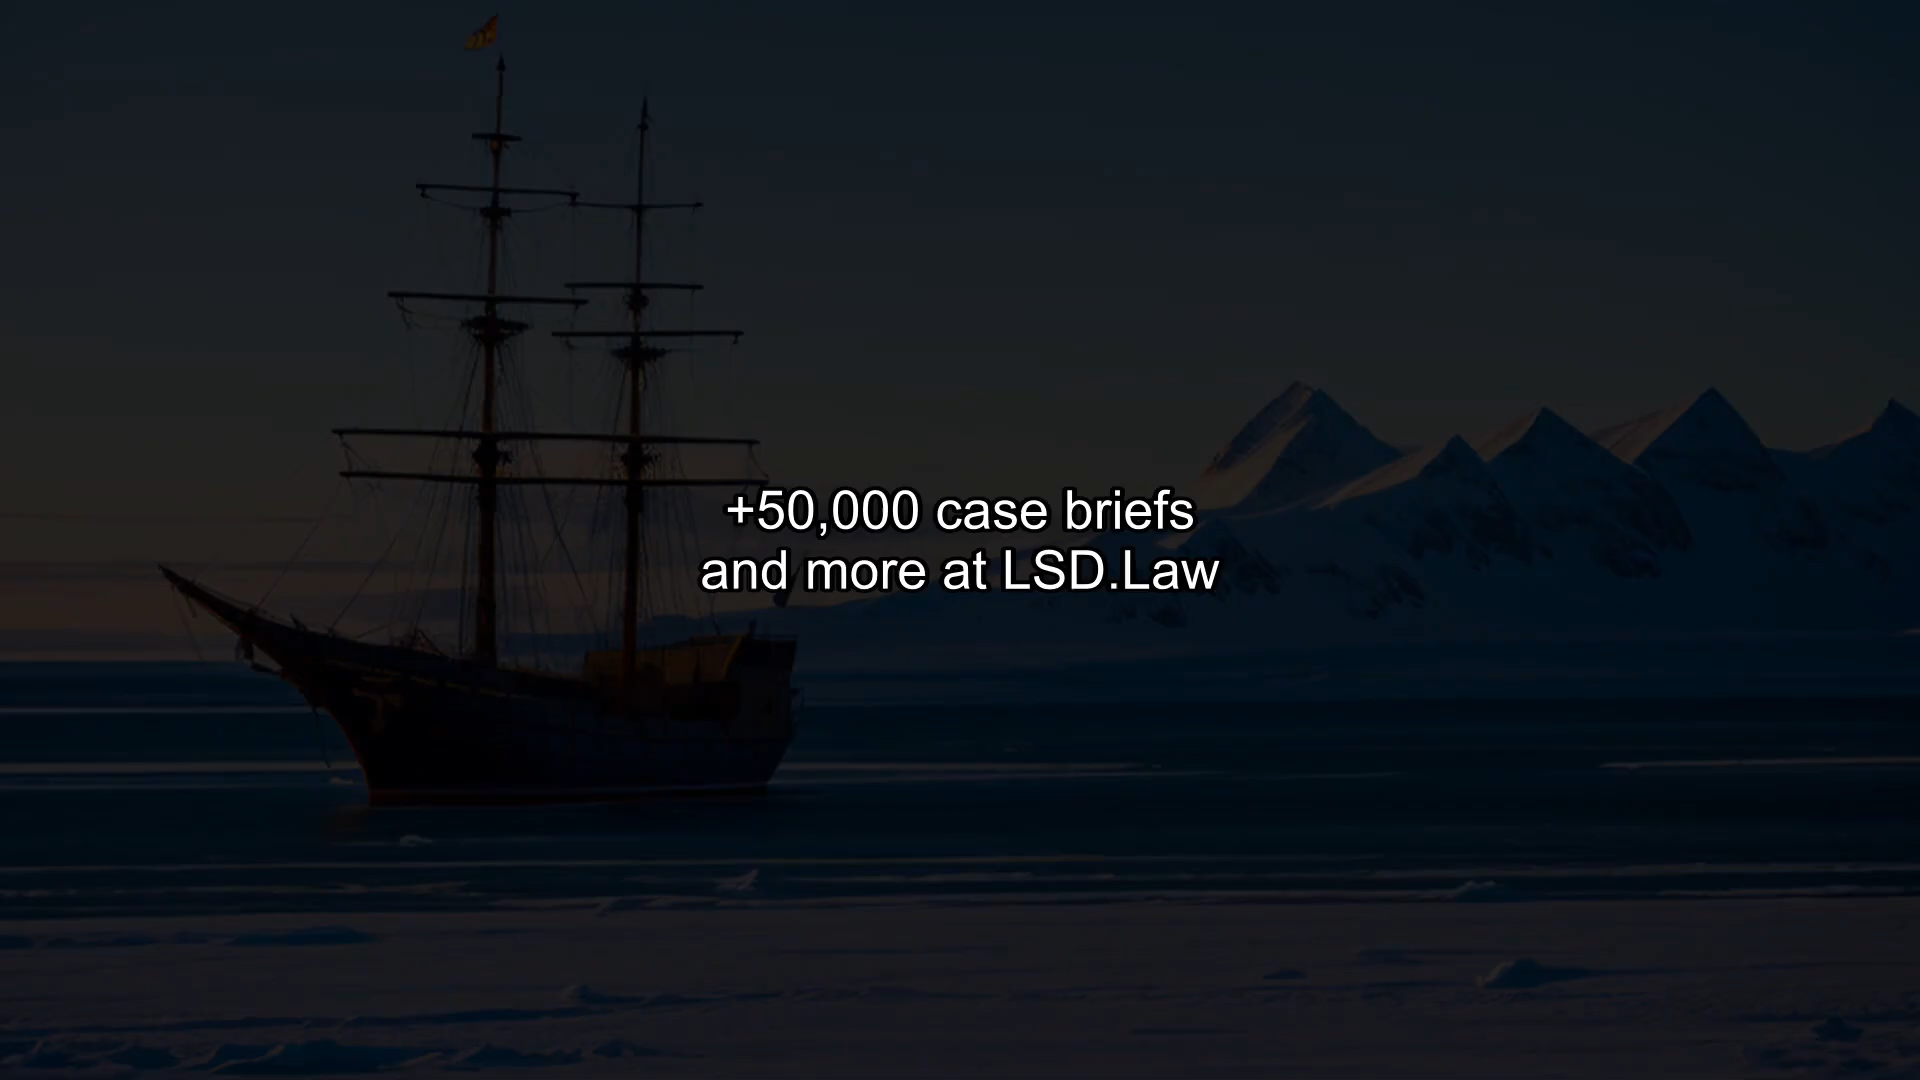 +50,000 case briefs
and more at LSD.Law